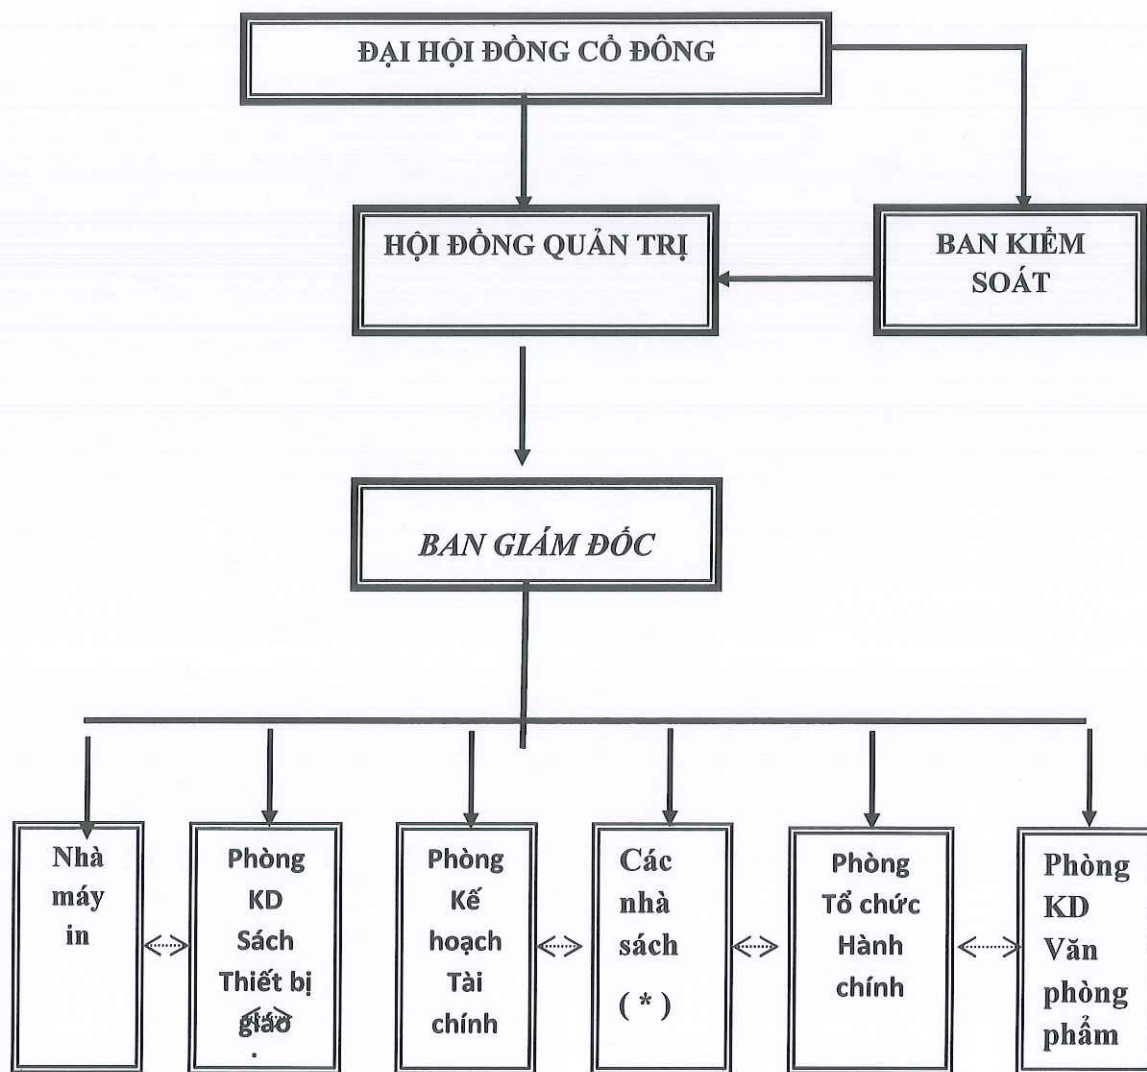 ĐẠI HỘI ĐỒNG CỔ ĐÔNG
HỘI ĐỒNG QUẢN TRỊ
BAN KIỂM
SOÁT
BAN GIÁM ĐỐC
Nhà
máy
in
Phòng
KD
Sách
Thiết bị
giáo
Phòng
Kế
hoạch
Tài
chính
Các
nhà
sách
( * )
Phòng
Tổ chức
Hành
chính
Phòng
KD
Văn
phòng
phẩm